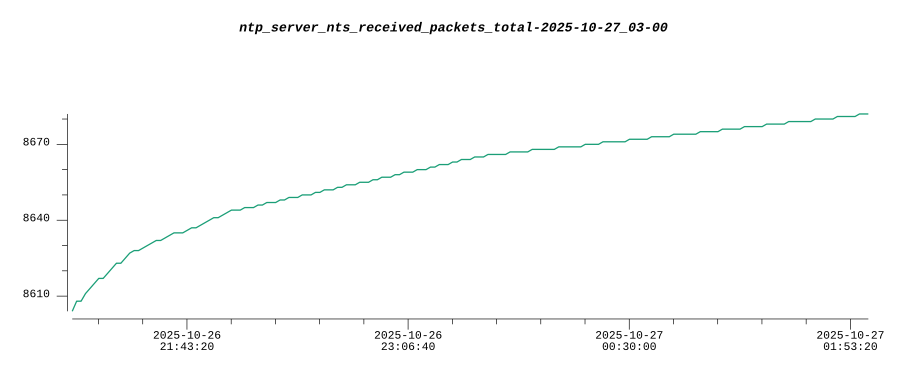 ntp_server_nts_received_packets_total-2025-10-27_03-00
8670
8640
8610
2025-10-26 2025-10-26 2025-10-27 2025-10-27
21:43:20 23:06:40 00:30:00 01:53:20